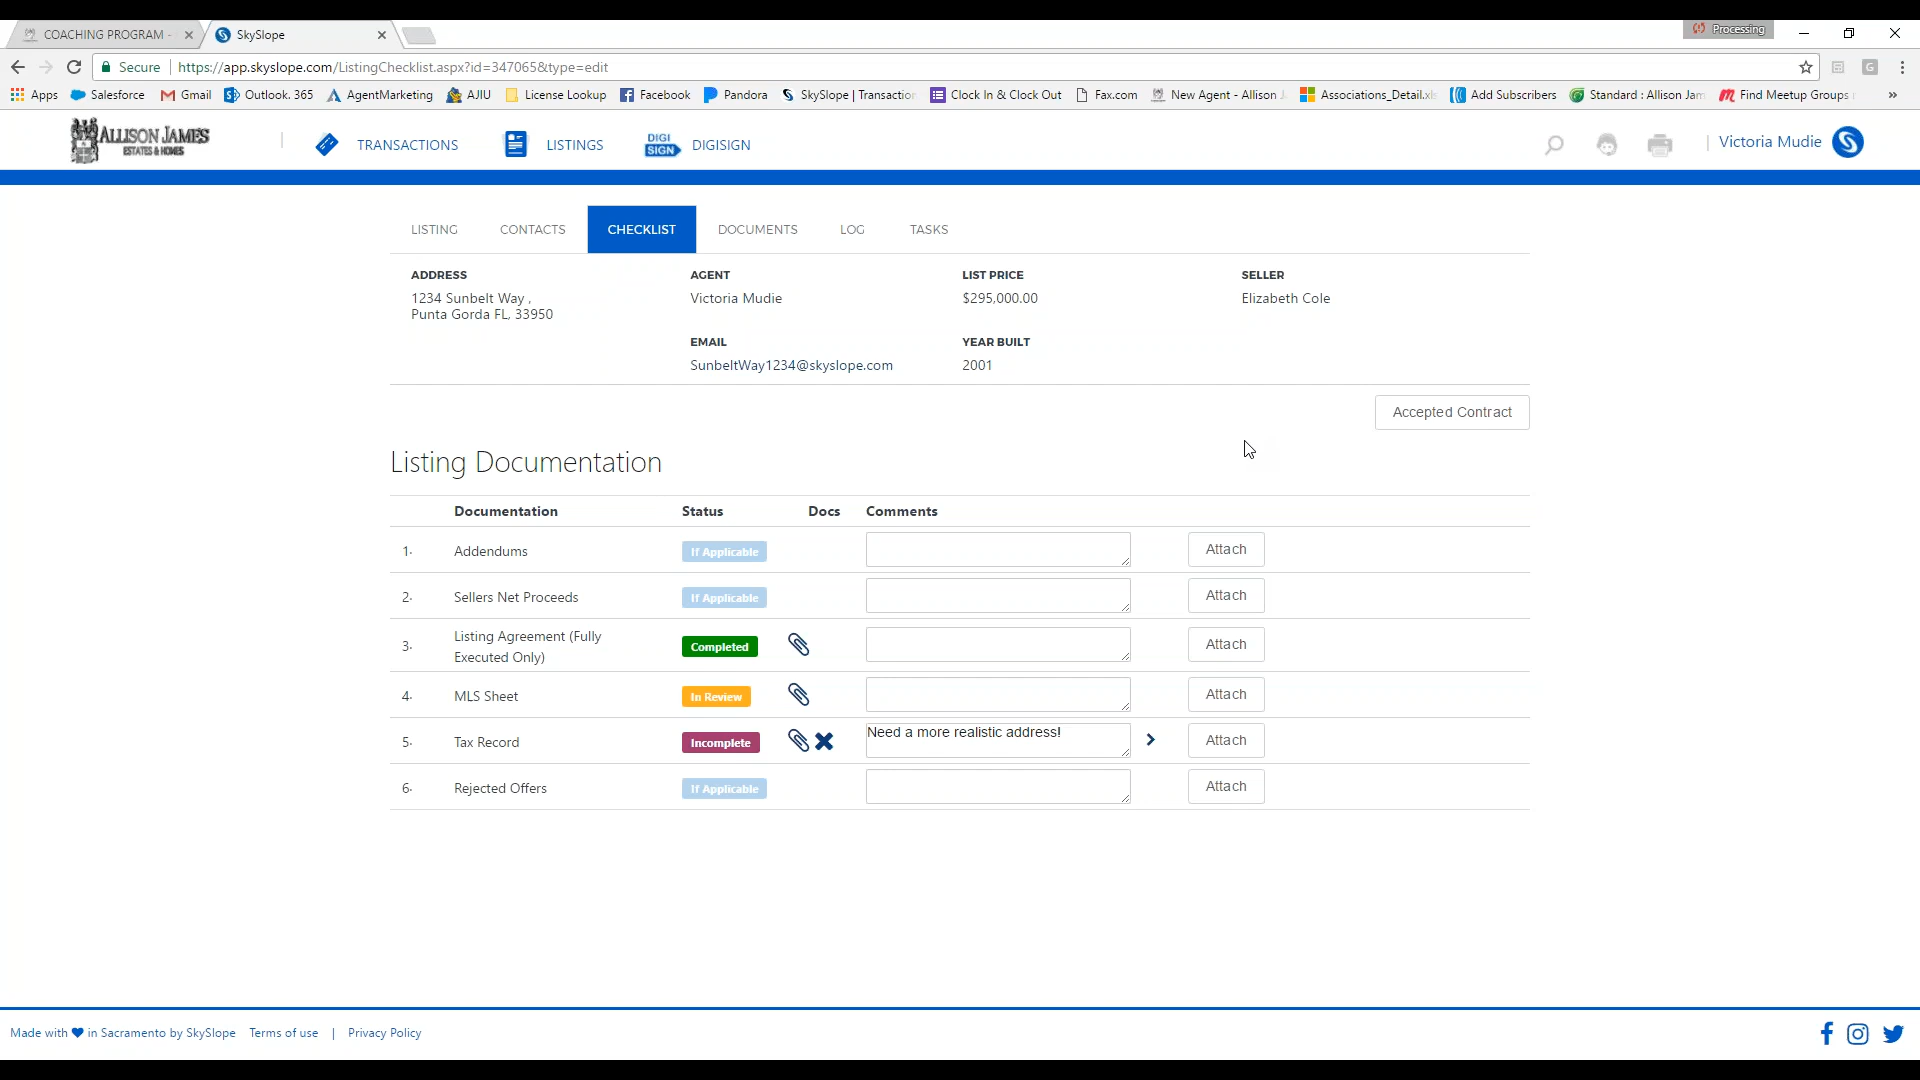 COACHING PROGRAM -
SkySlope
Processing
Secure
https://app.skyslope.com/ListingChecklist.aspx?id=347065&type=edit
Apps
Salesforce
Gmail
Outlook. 365
AgentMarketing
AJIU
License Lookup
Facebook
Pandora
SkySlope | Transaction
Clock In & Clock Out
Fax.com
New Agent - Allison J
Associations_Detail.xls
Add Subscribers
Standard : Allison Jam
Find Meetup Groups
»
ALLISON JAMES
ESTATES & HOMES
TRANSACTIONS
LISTINGS
DIGI
SIGN
DIGISIGN
Victoria Mudie
LISTING
CONTACTS
CHECKLIST
DOCUMENTS
LOG
TASKS
ADDRESS
1234 Sunbelt Way ,
Punta Gorda FL, 33950
AGENT
Victoria Mudie
LIST PRICE
$295,000.00
SELLER
Elizabeth Cole
EMAIL
SunbeltWay1234@skyslope.com
YEAR BUILT
2001
Accepted Contract
Listing Documentation
Documentation Status Docs Comments
1. Addendums If Applicable Attach
2. Sellers Net Proceeds If Applicable Attach
3. Listing Agreement (Fully
Executed Only) Completed Attach
4. MLS Sheet In Review Attach
5. Tax Record Incomplete Need a more realistic address! Attach
6. Rejected Offers If Applicable Attach
Made with in Sacramento by SkySlope Terms of use | Privacy Policy